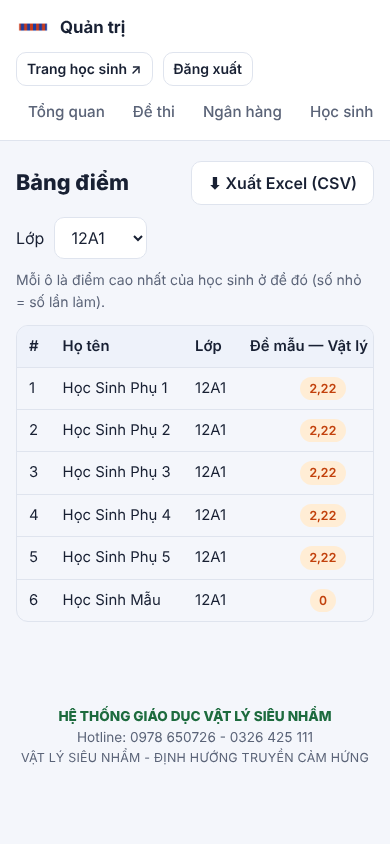 Quản trị
Trang học sinh ↗ Đăng xuất
Tổng quan Đề thi Ngân hàng Học sinh
Bảng điểm
⬇ Xuất Excel (CSV)
Lớp 12A1
Mỗi ô là điểm cao nhất của học sinh ở đề đó (số nhỏ
= số lần làm).
# Họ tên Lớp Đề mẫu — Vật lý
1 Học Sinh Phụ 1 12A1 2,22
2 Học Sinh Phụ 2 12A1 2,22
3 Học Sinh Phụ 3 12A1 2,22
4 Học Sinh Phụ 4 12A1 2,22
5 Học Sinh Phụ 5 12A1 2,22
6 Học Sinh Mẫu 12A1 0
HỆ THỐNG GIÁO DỤC VẬT LÝ SIÊU NHẨM
Hotline: 0978 650726 - 0326 425 111
VẬT LÝ SIÊU NHẨM - ĐỊNH HƯỚNG TRUYỀN CẢM HỨNG